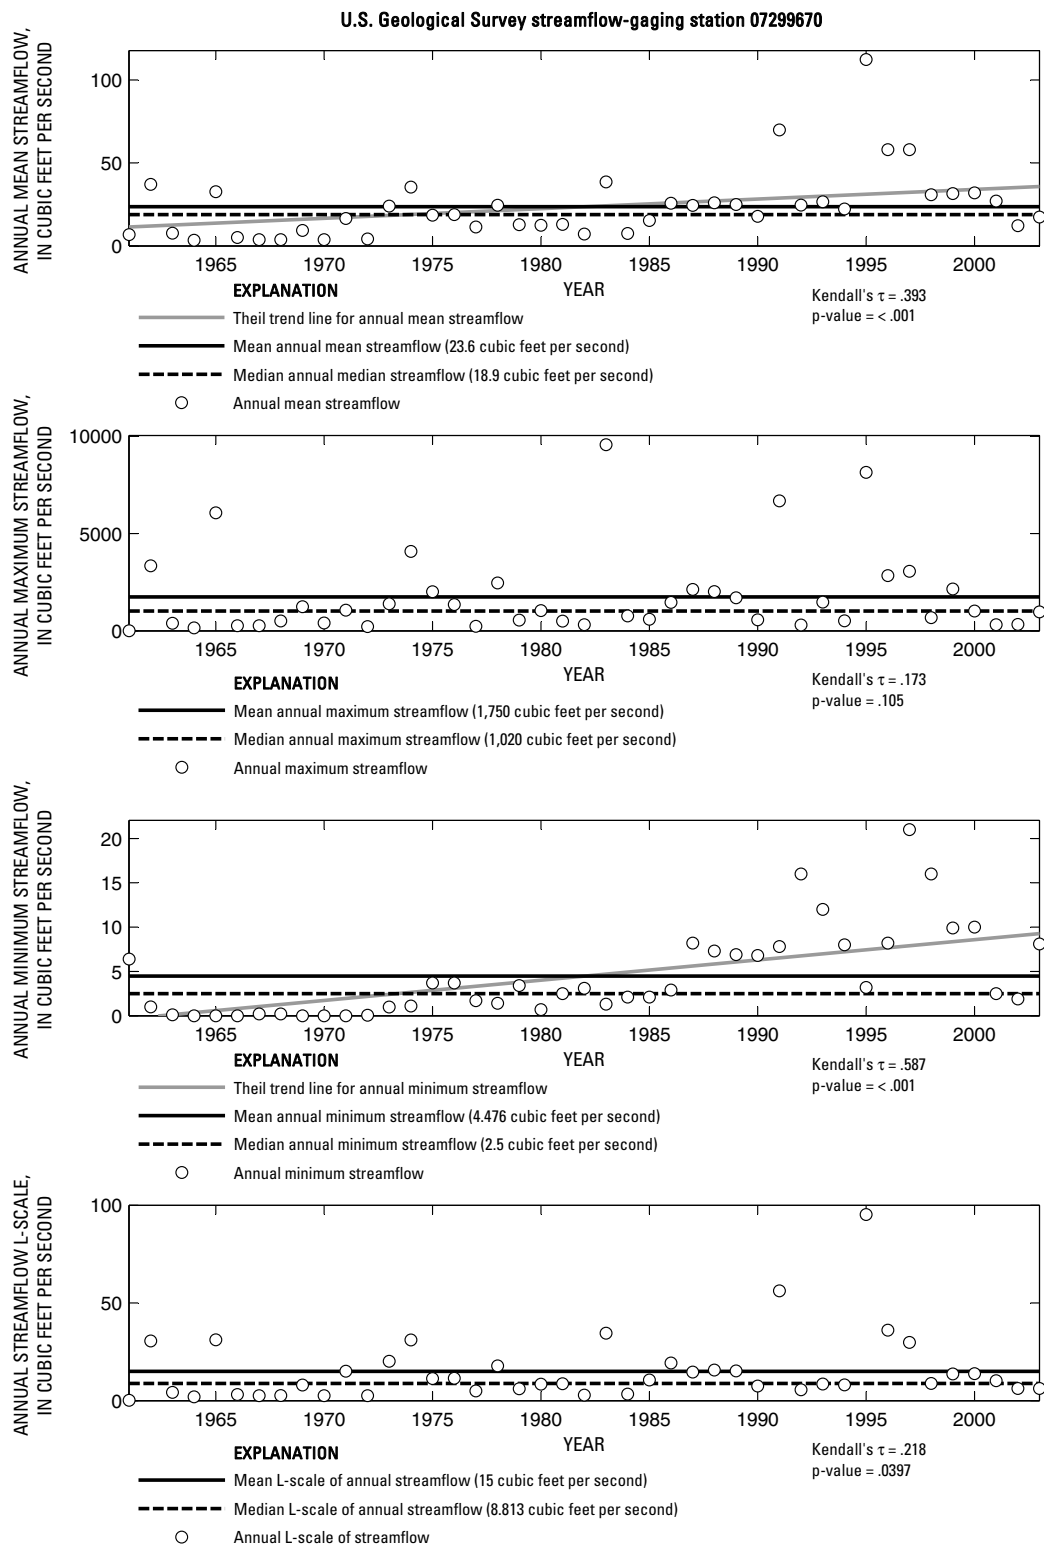 U.S. Geological Survey streamflow-gaging station 07299670
ANNUAL MEAN STREAMFLOW,
IN CUBIC FEET PER SECOND
100
50
0
1965 1970 1975 1980 1985 1990 1995 2000
YEAR
EXPLANATION
Theil trend line for annual mean streamflow
Mean annual mean streamflow (23.6 cubic feet per second)
Median annual median streamflow (18.9 cubic feet per second)
Annual mean streamflow
Kendall's τ = .393
p-value = < .001
ANNUAL MAXIMUM STREAMFLOW,
IN CUBIC FEET PER SECOND
10000
5000
0
1965 1970 1975 1980 1985 1990 1995 2000
YEAR
EXPLANATION
Mean annual maximum streamflow (1,750 cubic feet per second)
Median annual maximum streamflow (1,020 cubic feet per second)
Annual maximum streamflow
Kendall's τ = .173
p-value = .105
ANNUAL MINIMUM STREAMFLOW,
IN CUBIC FEET PER SECOND
20
15
10
5
0
1965 1970 1975 1980 1985 1990 1995 2000
YEAR
EXPLANATION
Theil trend line for annual minimum streamflow
Mean annual minimum streamflow (4.476 cubic feet per second)
Median annual minimum streamflow (2.5 cubic feet per second)
Annual minimum streamflow
Kendall's τ = .587
p-value = < .001
ANNUAL STREAMFLOW L-SCALE,
IN CUBIC FEET PER SECOND
100
50
0
1965 1970 1975 1980 1985 1990 1995 2000
YEAR
EXPLANATION
Mean L-scale of annual streamflow (15 cubic feet per second)
Median L-scale of annual streamflow (8.813 cubic feet per second)
Annual L-scale of streamflow
Kendall's τ = .218
p-value = .0397